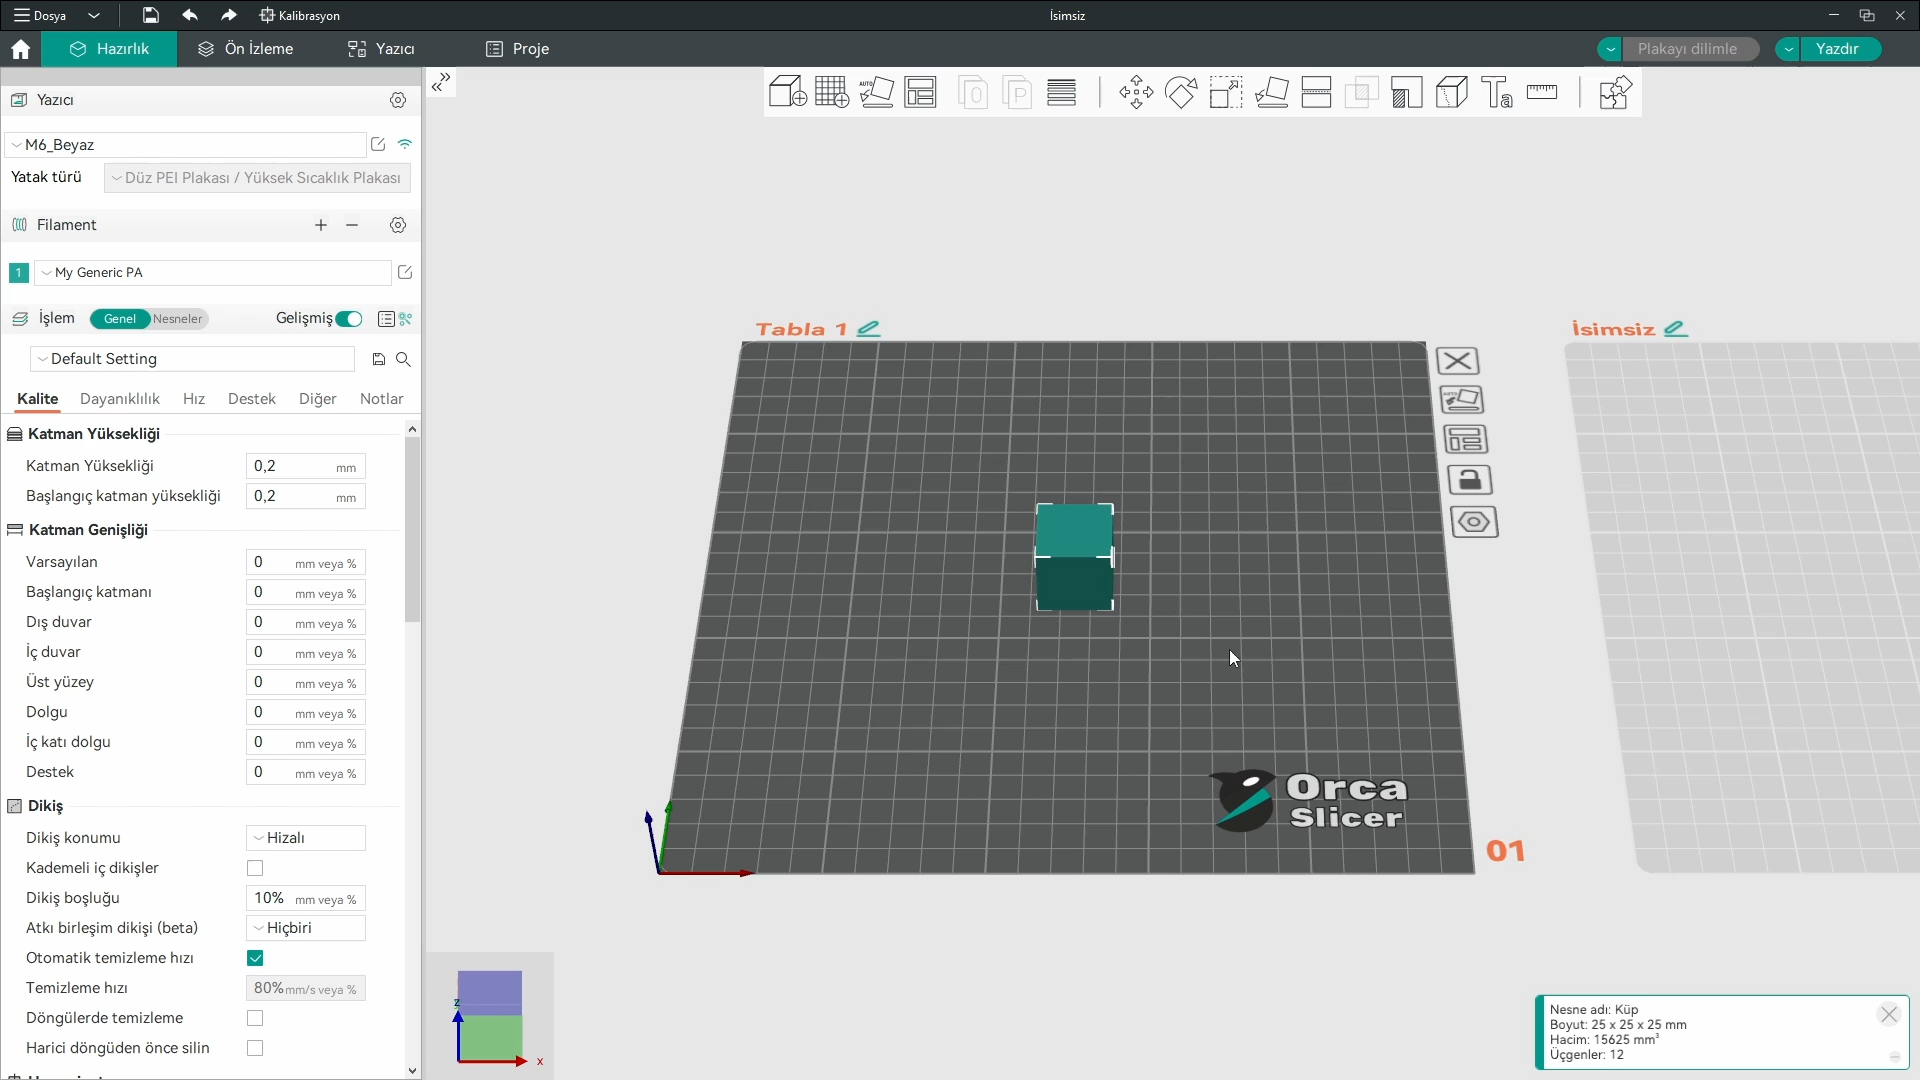 Dosya
Kalibrasyon
İsimsiz
Hazırlık
Ön İzleme
Yazıcı
Proje
Plakayı dilimle
Yazdır
Yazıcı
M6_Beyaz
Yatak türü
Düz PEI Plakası / Yüksek Sıcaklık Plakası
Filament
1
My Generic PA
İşlem
Genel
Nesneler
Gelişmiş
Default Setting
Kalite
Dayanıklılık
Hız
Destek
Diğer
Notlar
Katman Yüksekliği
Katman Yüksekliği 0,2 mm
Başlangıç katman yüksekliği 0,2 mm
Katman Genişliği
Varsayılan 0 mm veya %
Başlangıç katmanı 0 mm veya %
Dış duvar 0 mm veya %
İç duvar 0 mm veya %
Üst yüzey 0 mm veya %
Dolgu 0 mm veya %
İç katı dolgu 0 mm veya %
Destek 0 mm veya %
Dikiş
Dikiş konumu Hizalı
Kademeli iç dikişler
Dikiş boşluğu 10% mm veya %
Atkı birleşim dikişi (beta) Hiçbiri
Otomatik temizleme hızı
Temizleme hızı 80% mm/s veya %
Döngülerde temizleme
Harici döngüden önce silin
AUTO
O
P
Ta
Tabla 1
İsimsiz
AUTO
Orca
Slicer
01
z
x
Nesne adı: Küp
Boyut: 25 x 25 x 25 mm
Hacim: 15625 mm³
Üçgenler: 12